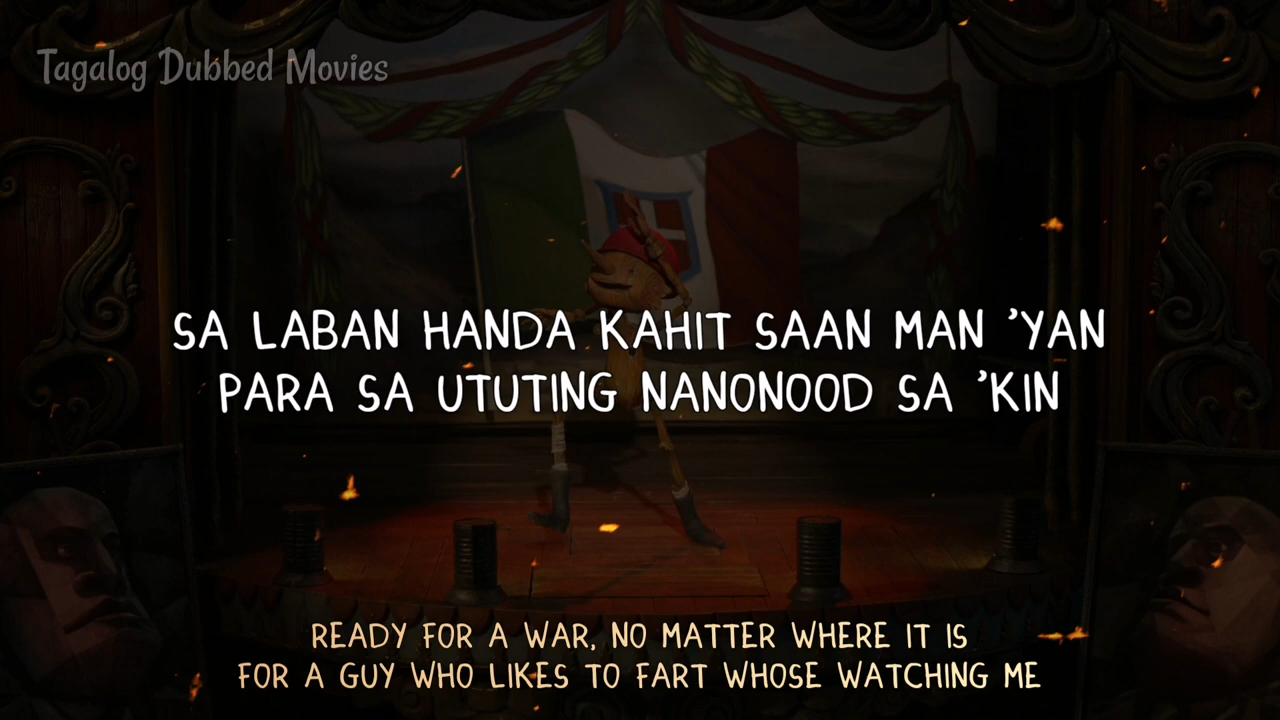 Tagalog Dubbed Movies
SA LABAN HANDA KAHIT SAAN MAN 'YAN
PARA SA UTUTING NANONOOD SA 'KIN
READY FOR A WAR, NO MATTER WHERE IT IS
FOR A GUY WHO LIKES TO FART WHOSE WATCHING ME